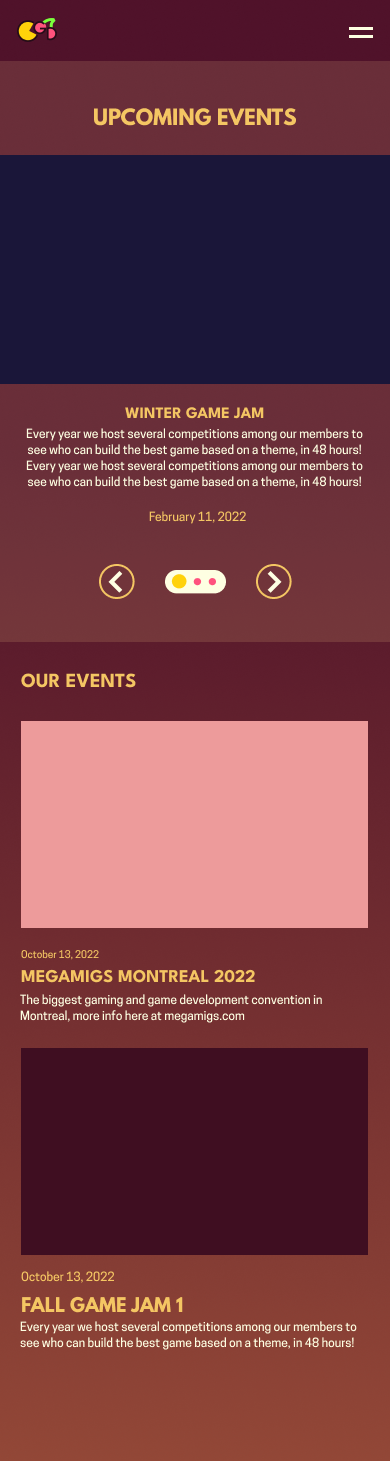 UPCOMING EVENTS
WINTER GAME JAM
Every year we host several competitions among our members to
see who can build the best game based on a theme, in 48 hours!
Every year we host several competitions among our members to
see who can build the best game based on a theme, in 48 hours!
February 11, 2022
OUR EVENTS
October 13, 2022
MEGAMIGS MONTREAL 2022
The biggest gaming and game development convention in
Montreal, more info here at megamigs.com
October 13, 2022
FALL GAME JAM 1
Every year we host several competitions among our members to
see who can build the best game based on a theme, in 48 hours!